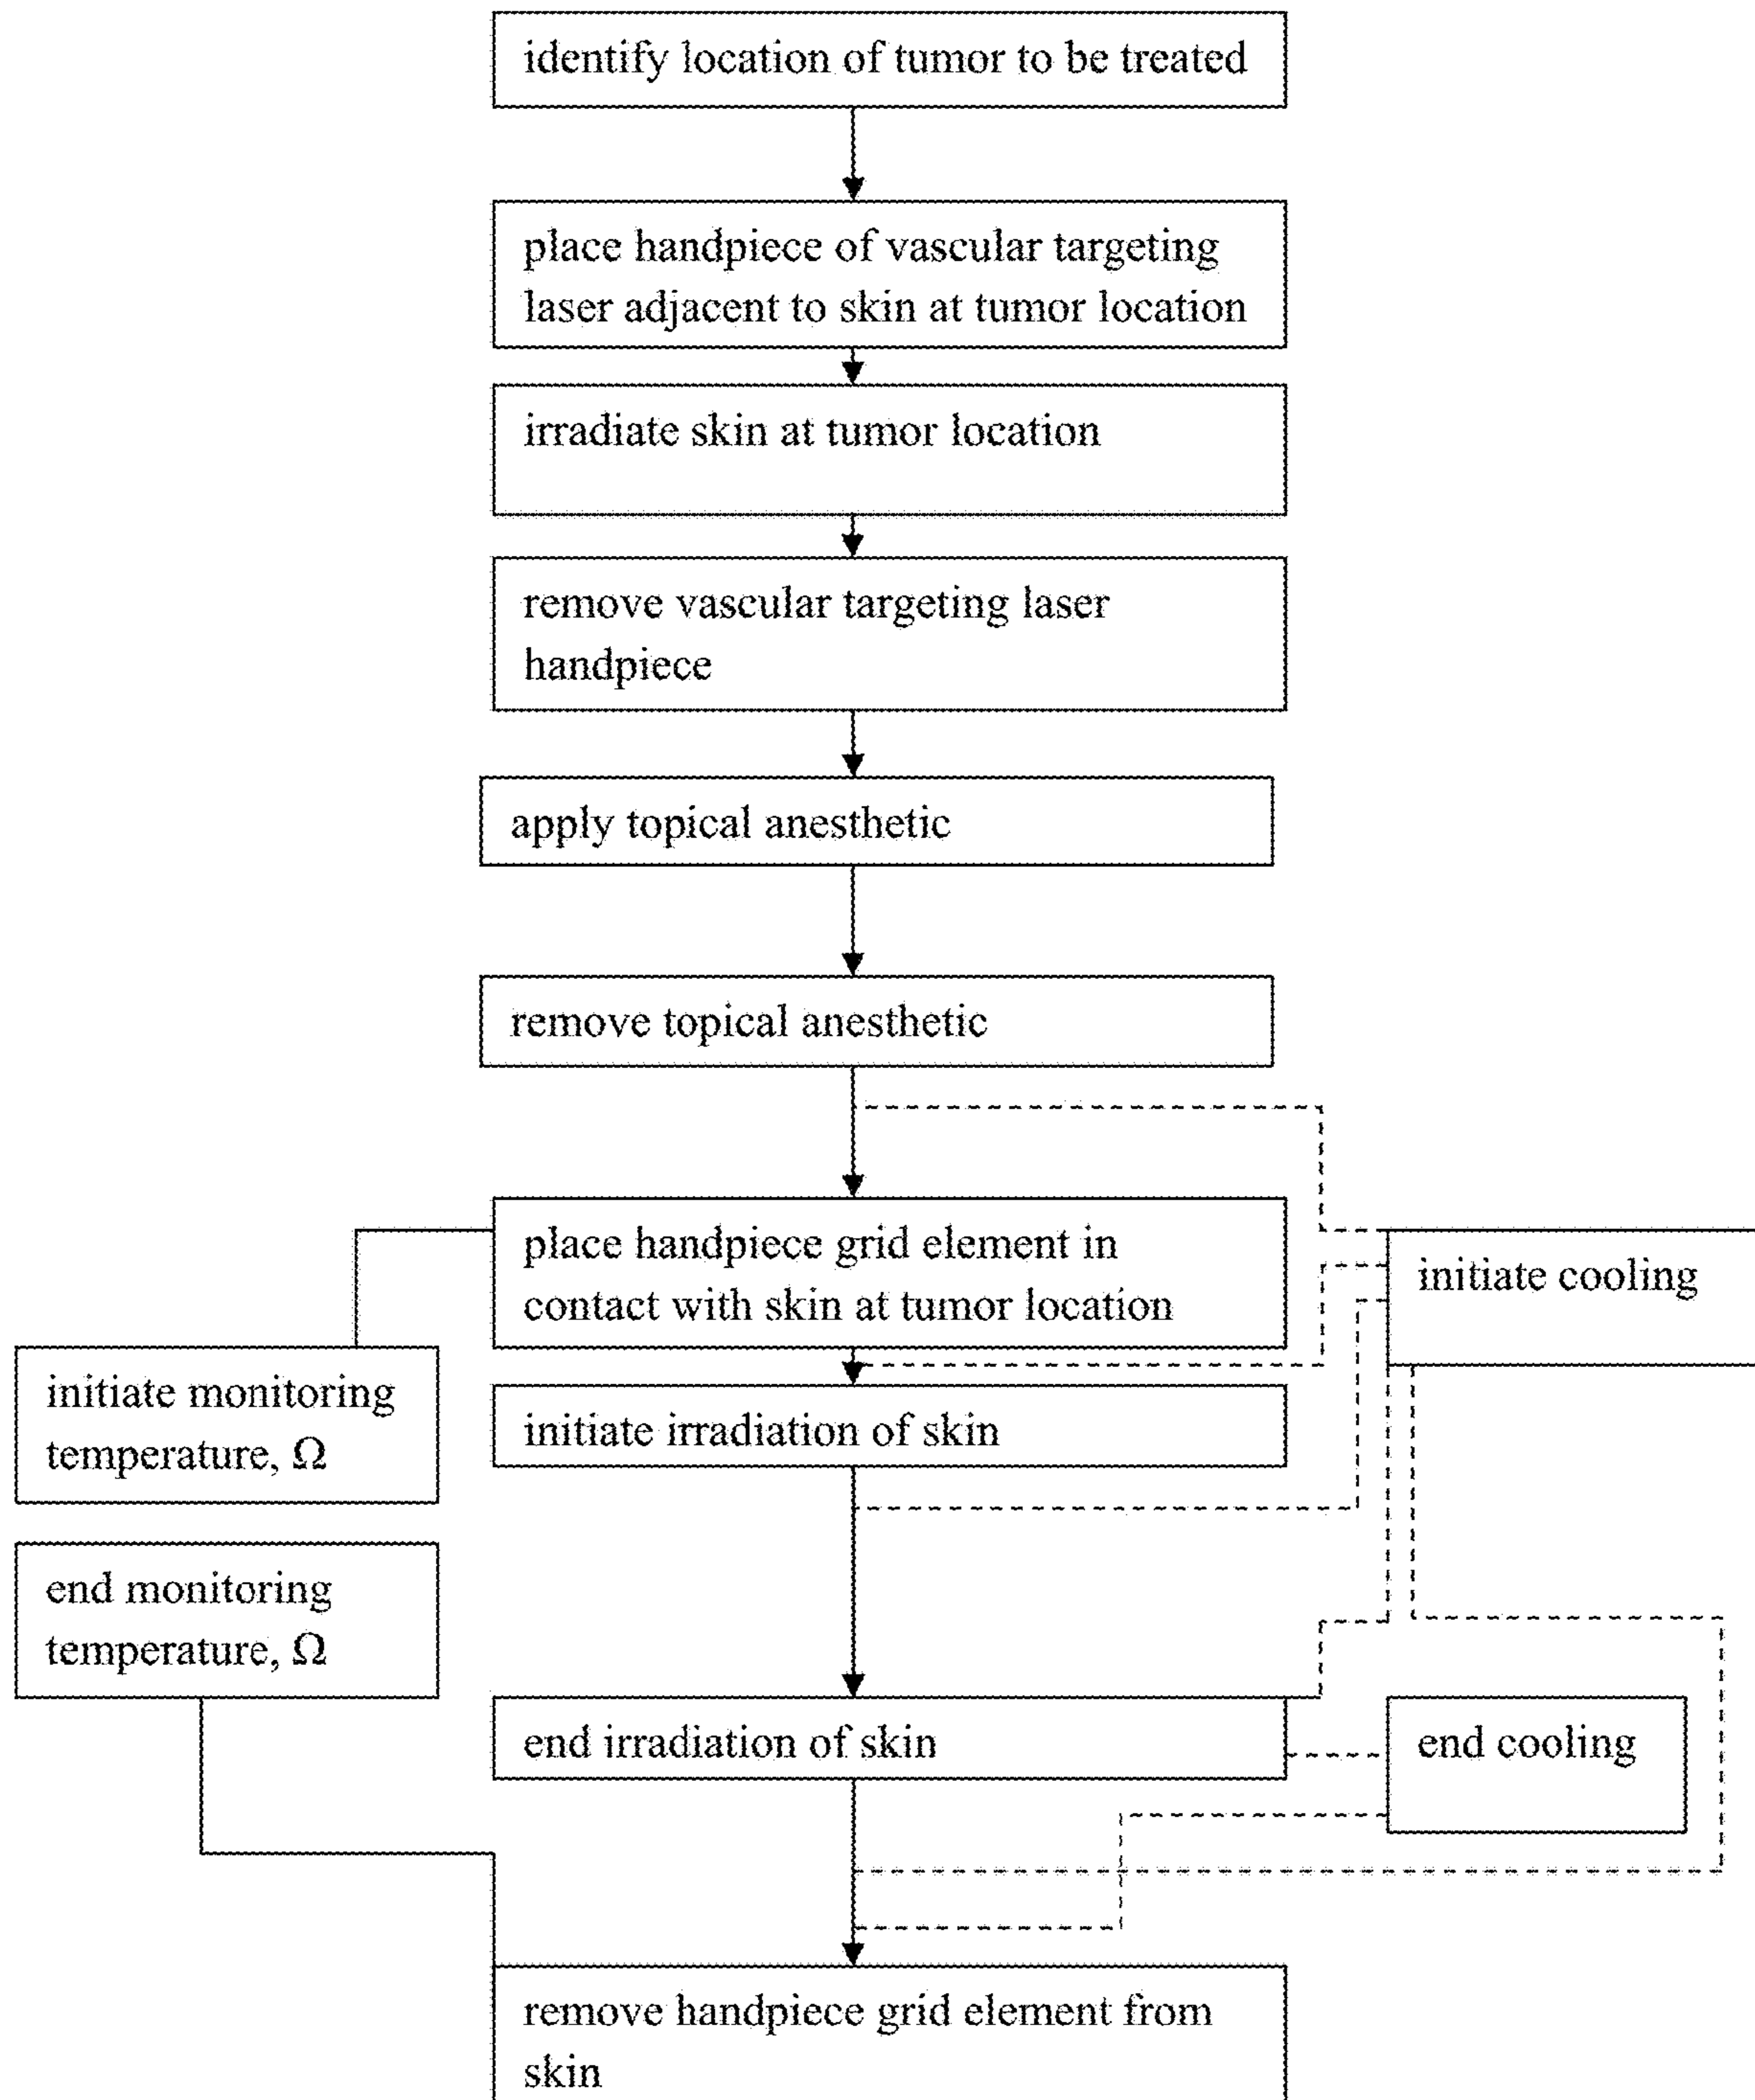 identify location of tumor to be treated
place handpiece of vascular targeting
laser adjacent to skin at tumor location
irradiate skin at tumor location
remove vascular targeting laser
handpiece
apply topical anesthetic
remove topical anesthetic
place handpiece grid element in
contact with skin at tumor location
initiate cooling
initiate monitoring
temperature, Ω
initiate irradiation of skin
end monitoring
temperature, Ω
end irradiation of skin
end cooling
remove handpiece grid element from
skin